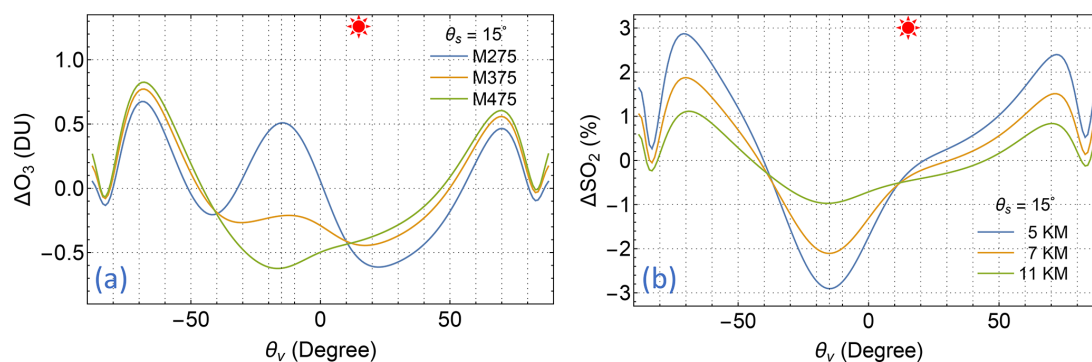 θs = 15°
M275
M375
M475
1.0
0.5
0.0
−0.5
ΔO3 (DU)
(a)
−50
0
50
θv (Degree)
3
2
1
0
−1
−2
−3
ΔSO2 (%)
θs = 15°
5 KM
7 KM
11 KM
(b)
−50
0
50
θv (Degree)